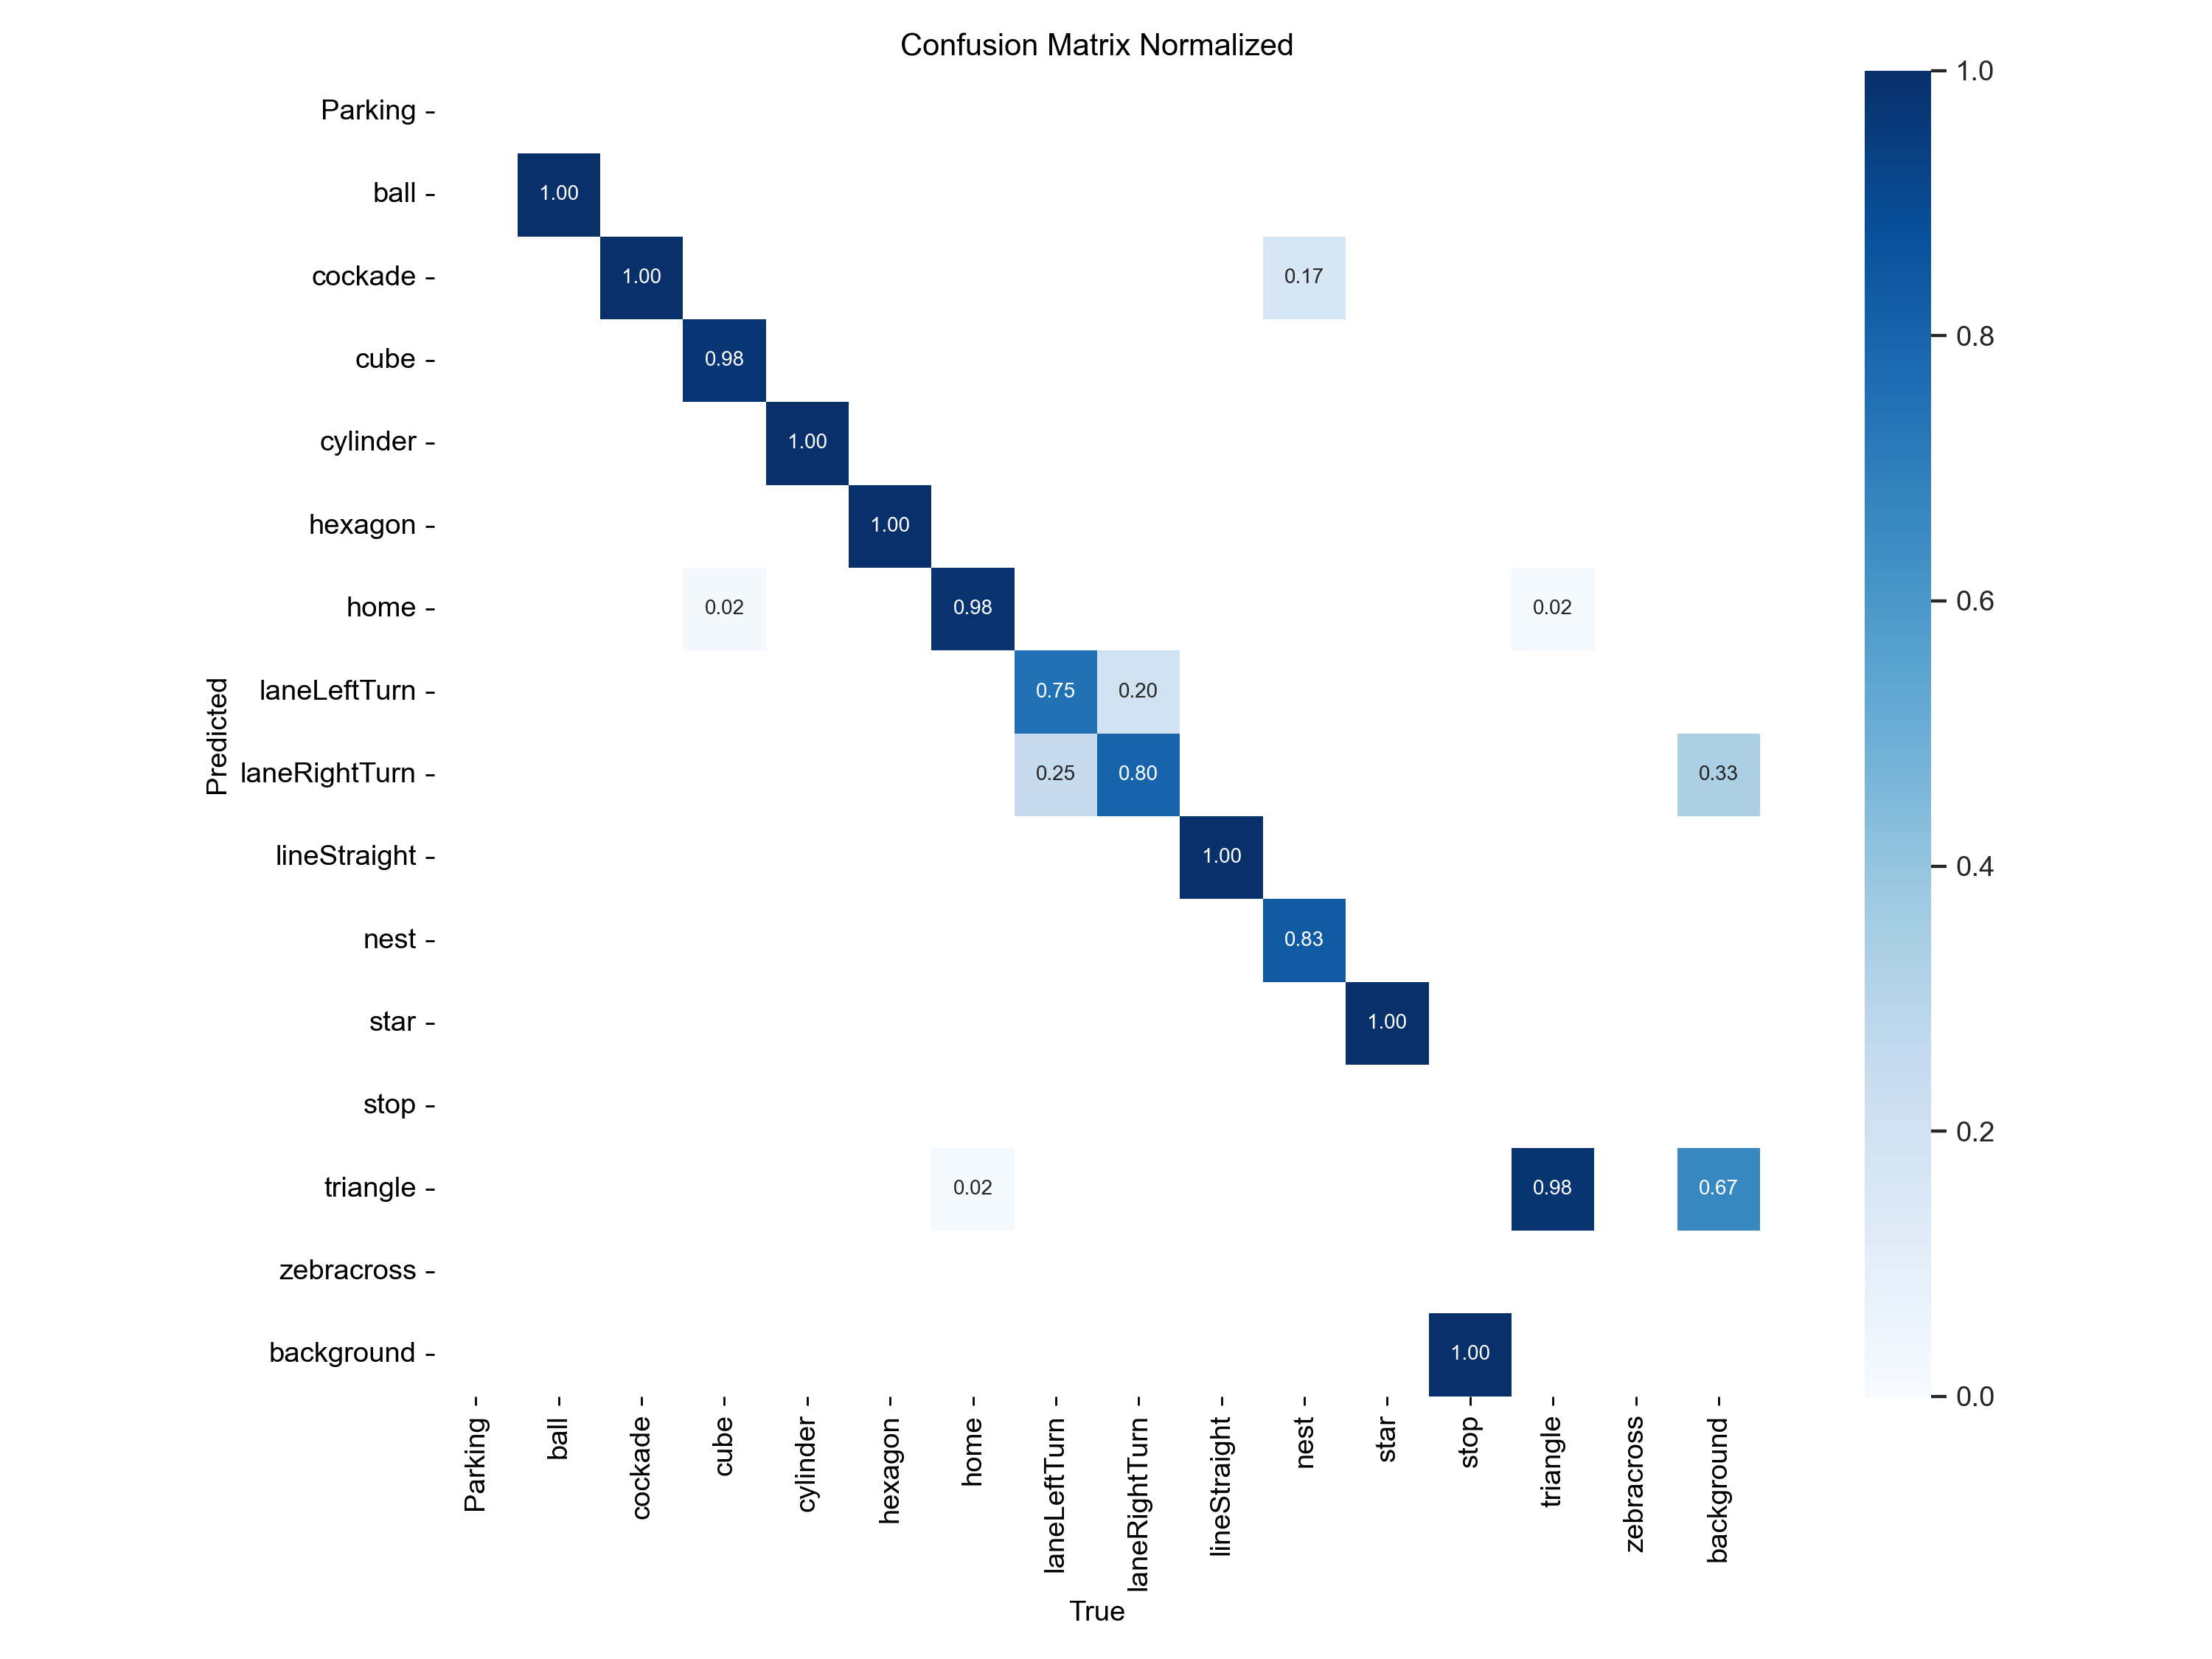 Confusion Matrix Normalized
Parking
ball
1.00
cockade
1.00 0.17
cube
0.98
cylinder
1.00
hexagon
1.00
home
0.02 0.98 0.02
laneLeftTurn
0.75 0.20
laneRightTurn
0.25 0.80 0.33
lineStraight
1.00
nest
0.83
star
1.00
stop
triangle
0.02 0.98 0.67
zebracross
background
1.00
Predicted
Parking
ball
cockade
cube
cylinder
hexagon
home
laneLeftTurn
laneRightTurn
lineStraight
nest
star
stop
triangle
zebracross
background
True
1.0
0.8
0.6
0.4
0.2
0.0